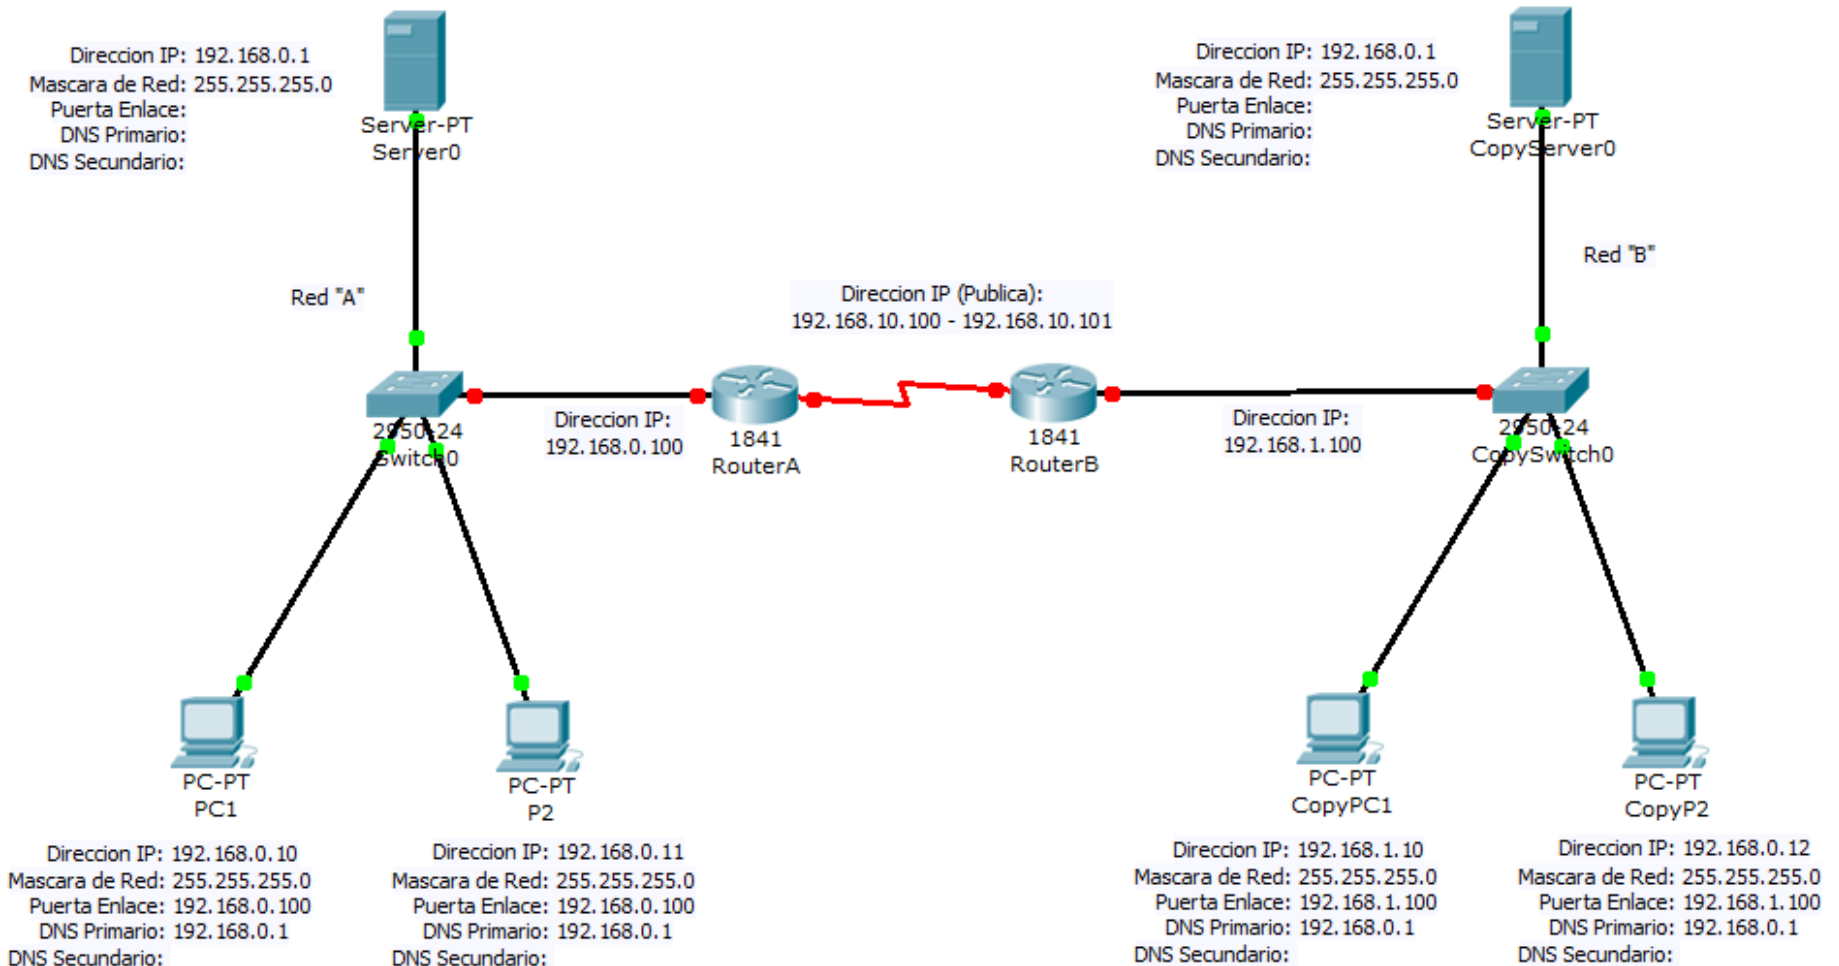 Direccion IP: 192.168.0.1
Mascara de Red: 255.255.255.0
Puerta Enlace:
DNS Primario:
DNS Secundario:
Server-PT
Server0
Direccion IP: 192.168.0.1
Mascara de Red: 255.255.255.0
Puerta Enlace:
DNS Primario:
DNS Secundario:
Server-PT
CopyServer0
Red "A"
Red "B"
Direccion IP (Publica):
192.168.10.100 - 192.168.10.101
2950-24
Switch0
Direccion IP:
192.168.0.100
1841
RouterA
1841
RouterB
Direccion IP:
192.168.1.100
2950-24
CopySwitch0
PC-PT
PC1
PC-PT
P2
PC-PT
CopyPC1
PC-PT
CopyP2
Direccion IP: 192.168.0.10
Mascara de Red: 255.255.255.0
Puerta Enlace: 192.168.0.100
DNS Primario: 192.168.0.1
DNS Secundario:
Direccion IP: 192.168.0.11
Mascara de Red: 255.255.255.0
Puerta Enlace: 192.168.0.100
DNS Primario: 192.168.0.1
DNS Secundario:
Direccion IP: 192.168.1.10
Mascara de Red: 255.255.255.0
Puerta Enlace: 192.168.1.100
DNS Primario: 192.168.0.1
DNS Secundario:
Direccion IP: 192.168.0.12
Mascara de Red: 255.255.255.0
Puerta Enlace: 192.168.1.100
DNS Primario: 192.168.0.1
DNS Secundario: